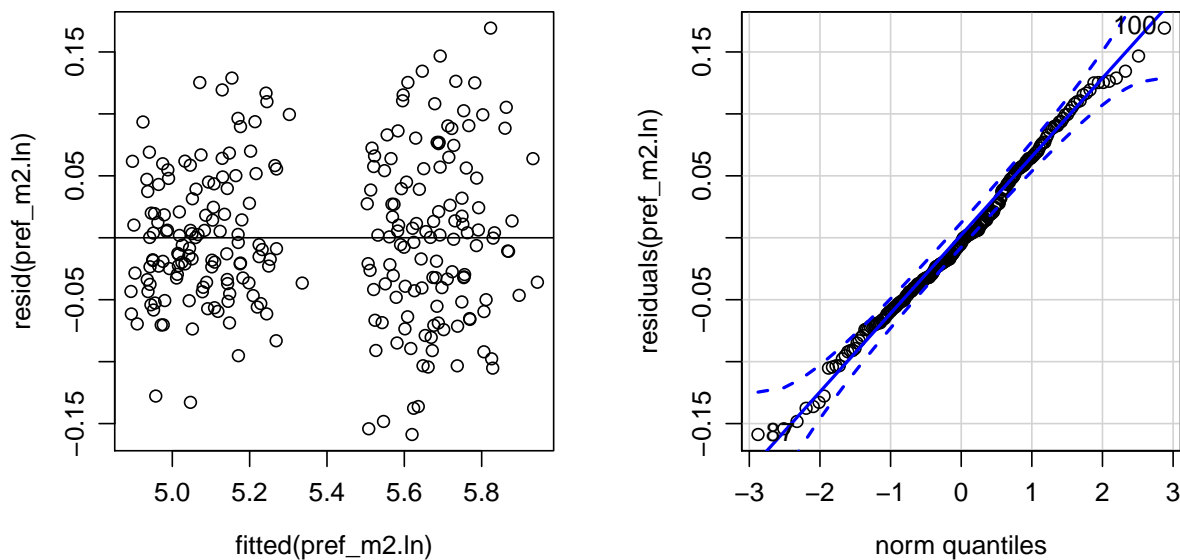 resid(pref_m2.ln)
0.15
0.05
−0.05
−0.15
5.0 5.2 5.4 5.6 5.8
fitted(pref_m2.ln)
residuals(pref_m2.ln)
0.15
0.05
−0.05
−0.15
100
87
−3 −2 −1 0 1 2 3
norm quantiles